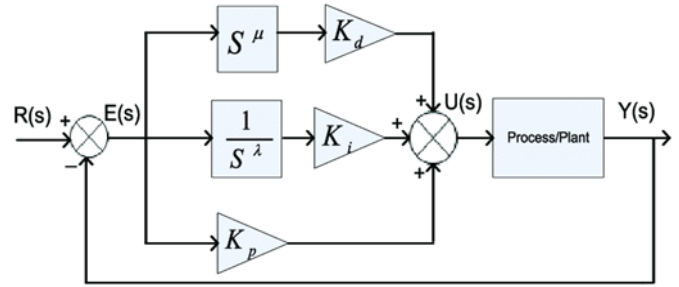 S^μ
K_d
R(s)
+
E(s)
+
U(s)
Y(s)
1
S^λ
K_i
+
Process/Plant
−
+
K_p